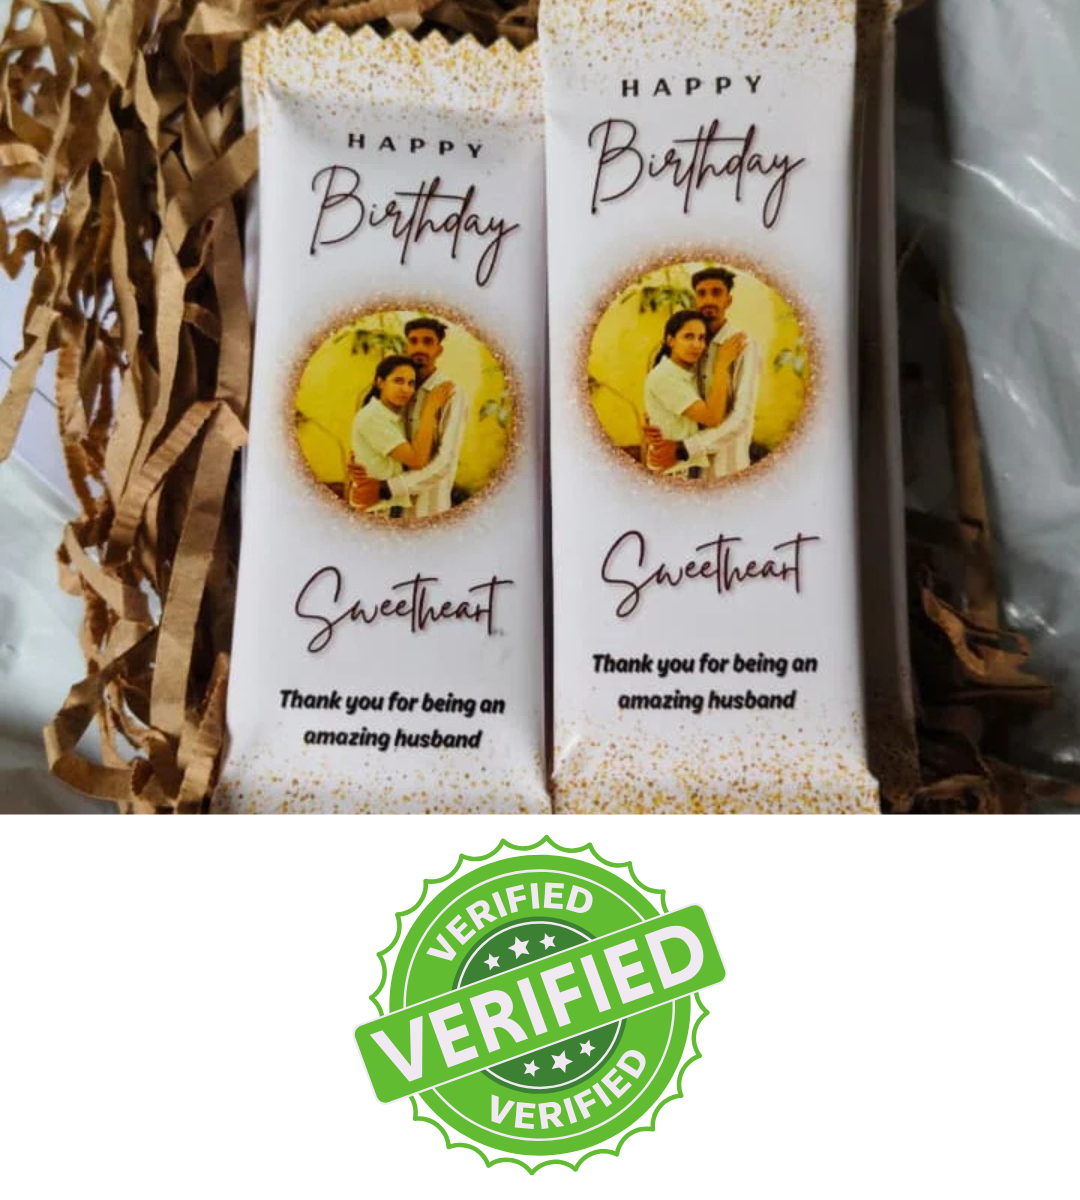 HAPPY
Birthday
Sweetheart
Thank you for being an
amazing husband
HAPPY
Birthday
Sweetheart
Thank you for being an
amazing husband
VERIFIED
VERIFIED
VERIFIED